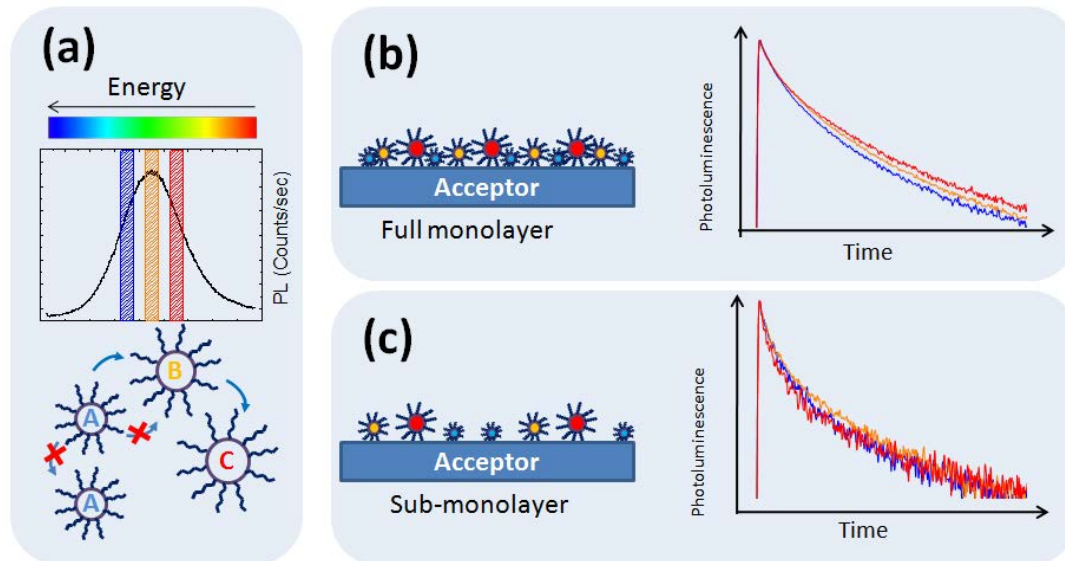 (a)
Energy
PL (Counts/sec)
B
A
C
A
(b)
Acceptor
Full monolayer
Photoluminescence
Time
(c)
Acceptor
Sub-monolayer
Photoluminescence
Time